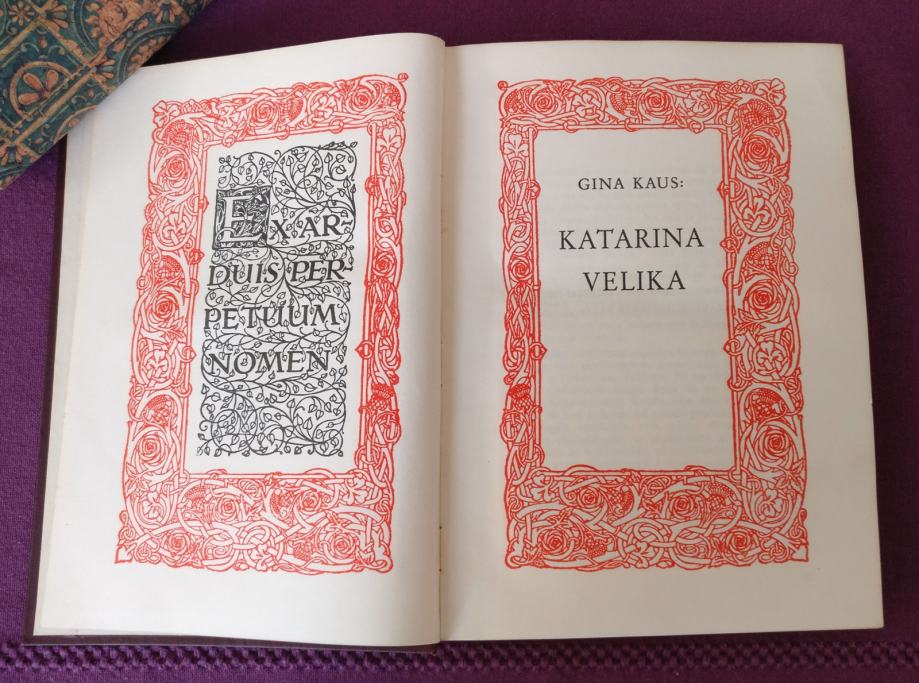 EX·AR-
DUIS·PER-
PETUUM
NOMEN
GINA KAUS:
KATARINA
VELIKA